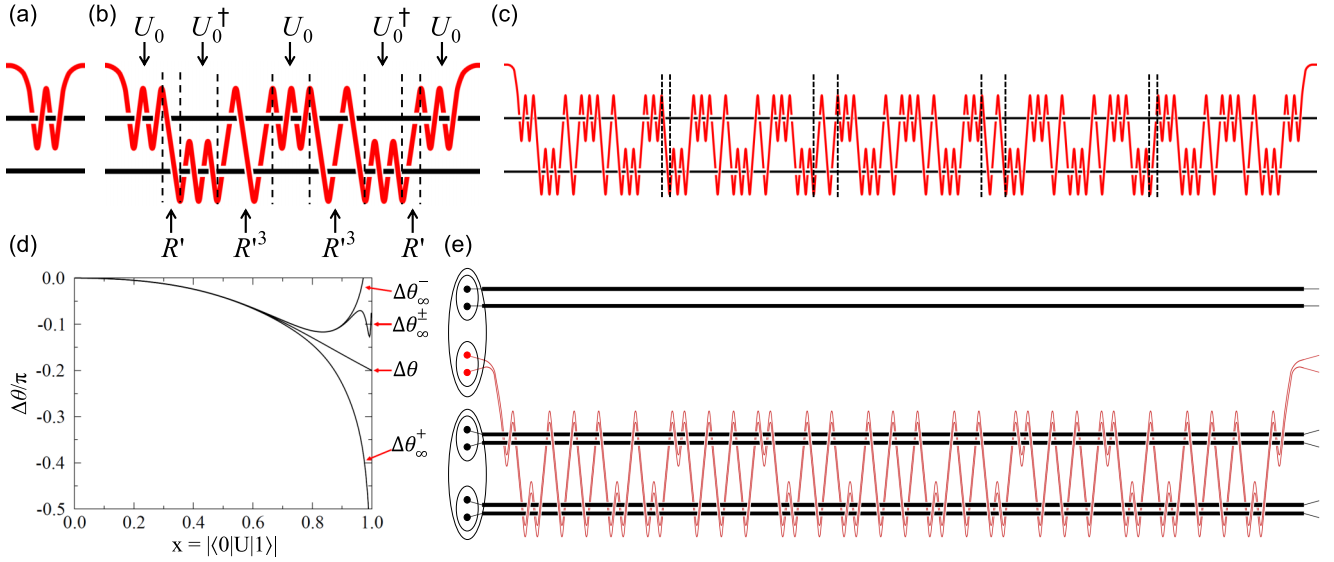 (a)
(b)
(c)
U₀
U₀†
U₀
U₀†
U₀
R'
R'³
R'³
R'
(d)
(e)
0.0
-0.1
-0.2
-0.3
-0.4
-0.5
Δθ/π
Δθ∞⁻
Δθ∞±
Δθ
Δθ∞⁺
0.0 0.2 0.4 0.6 0.8 1.0
x = |⟨0|U|1⟩|